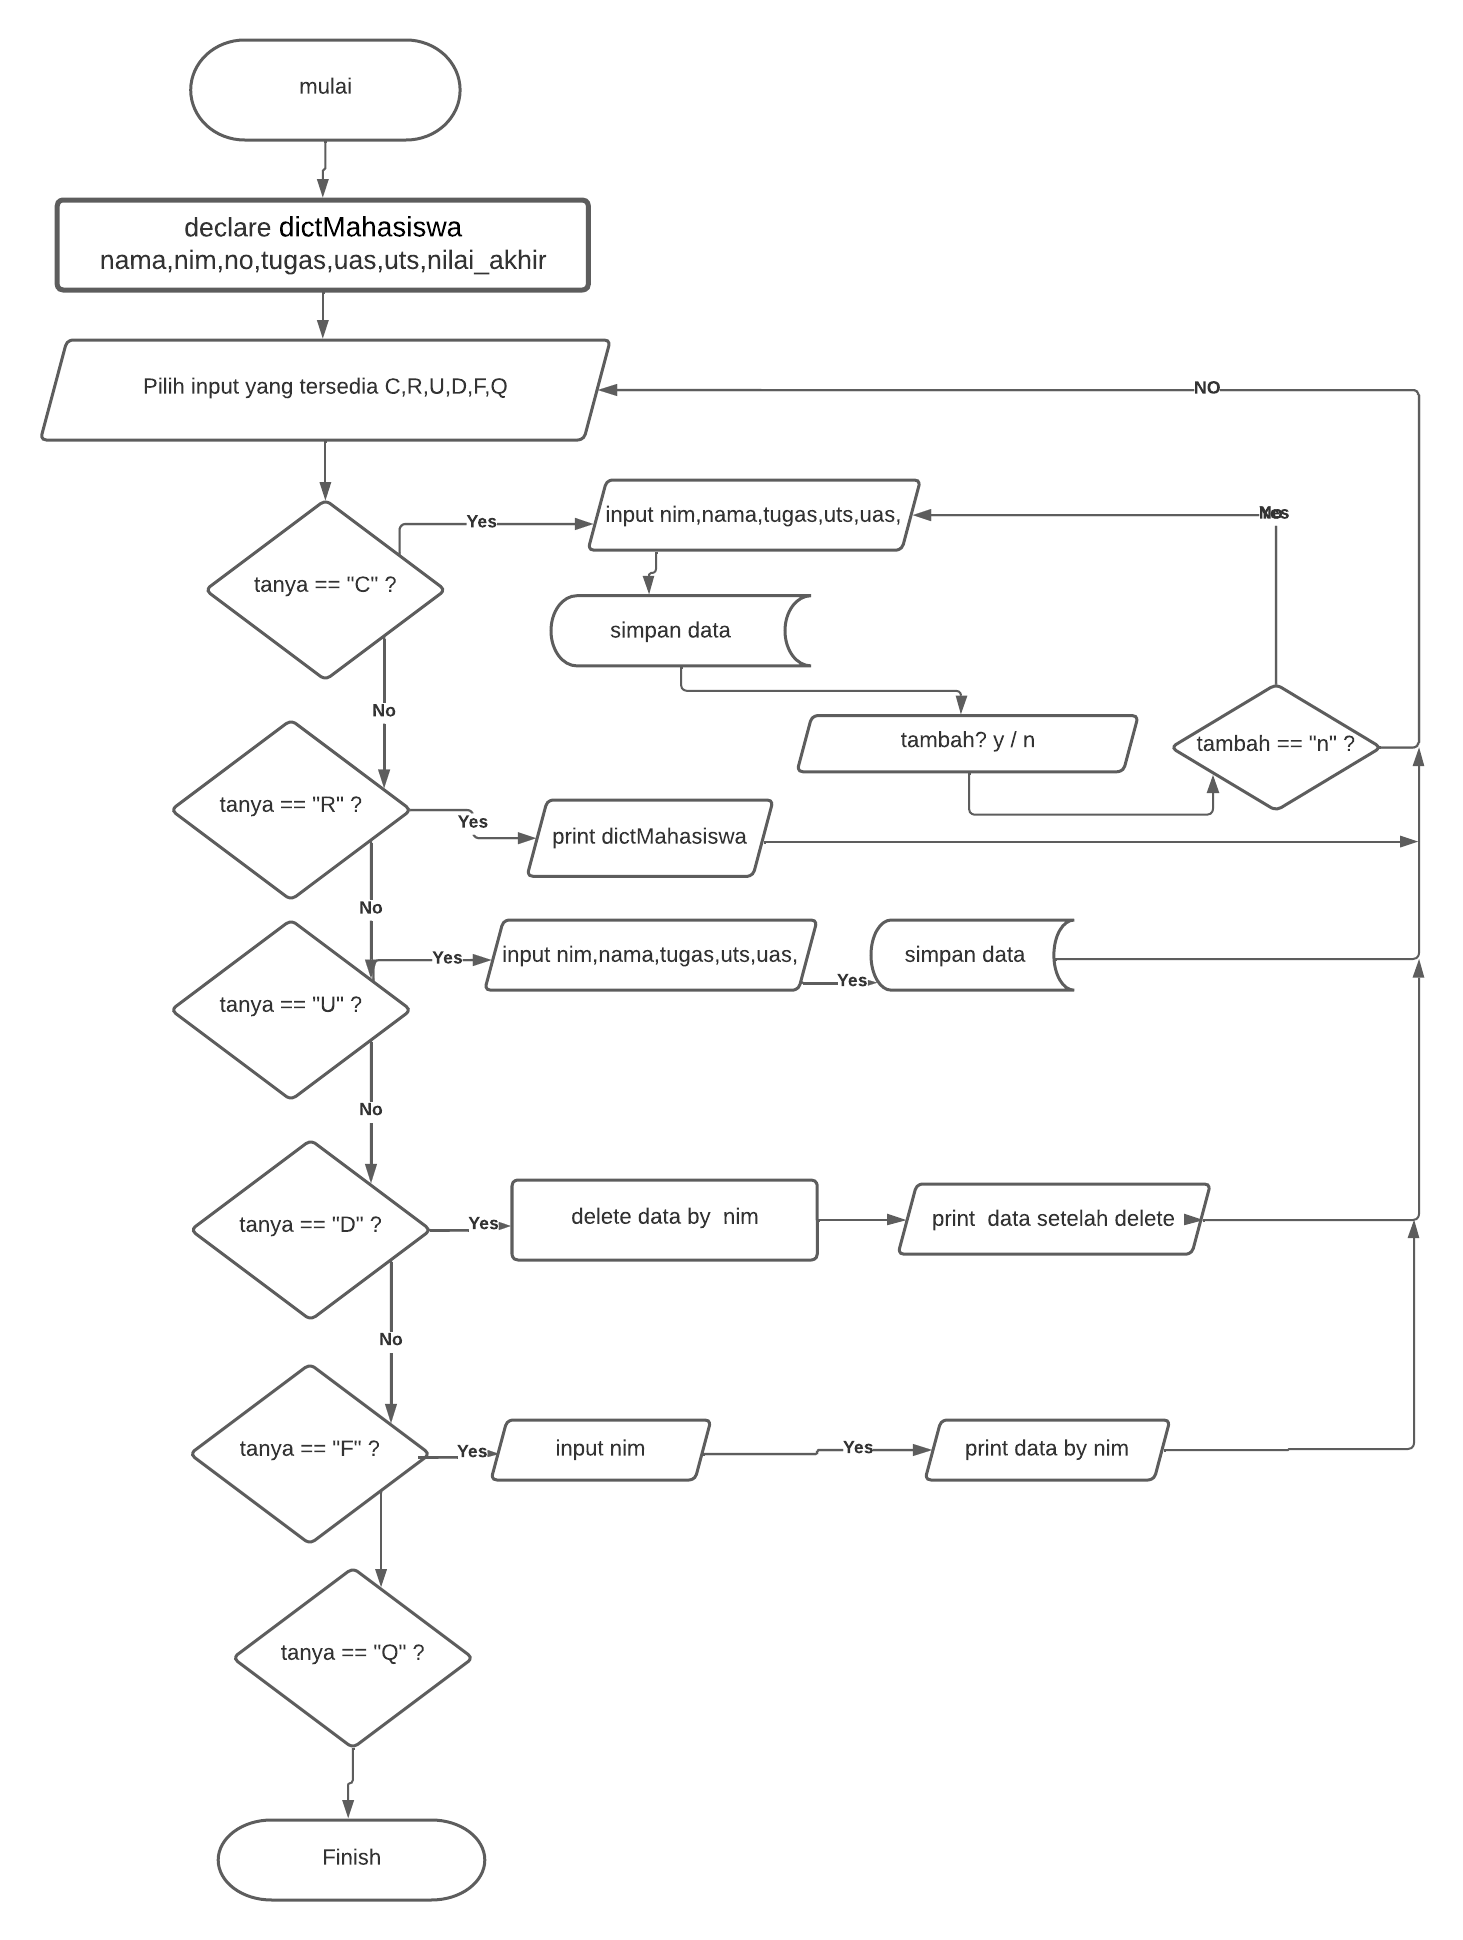 mulai
declare dictMahasiswa
nama,nim,no,tugas,uas,uts,nilai_akhir
Pilih input yang tersedia C,R,U,D,F,Q
NO
tanya == "C" ?
Yes
input nim,nama,tugas,uts,uas,
Yes
simpan data
No
tambah? y / n
tambah == "n" ?
tanya == "R" ?
Yes
print dictMahasiswa
No
tanya == "U" ?
Yes
input nim,nama,tugas,uts,uas,
Yes
simpan data
No
tanya == "D" ?
Yes
delete data by  nim
print  data setelah delete
No
tanya == "F" ?
Yes
input nim
Yes
print data by nim
tanya == "Q" ?
Finish